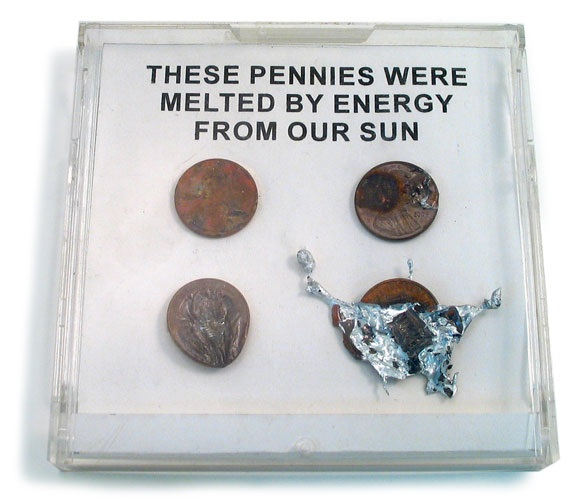 THESE PENNIES WERE
MELTED BY ENERGY
FROM OUR SUN